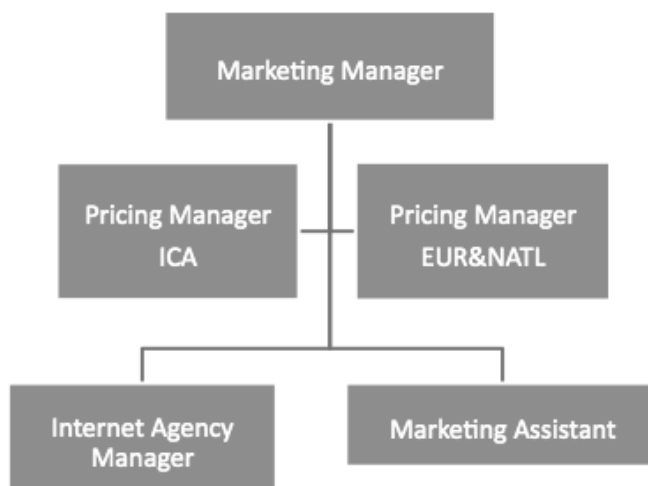 Marketing Manager
Pricing Manager
ICA
Pricing Manager
EUR&NATL
Internet Agency
Manager
Marketing Assistant